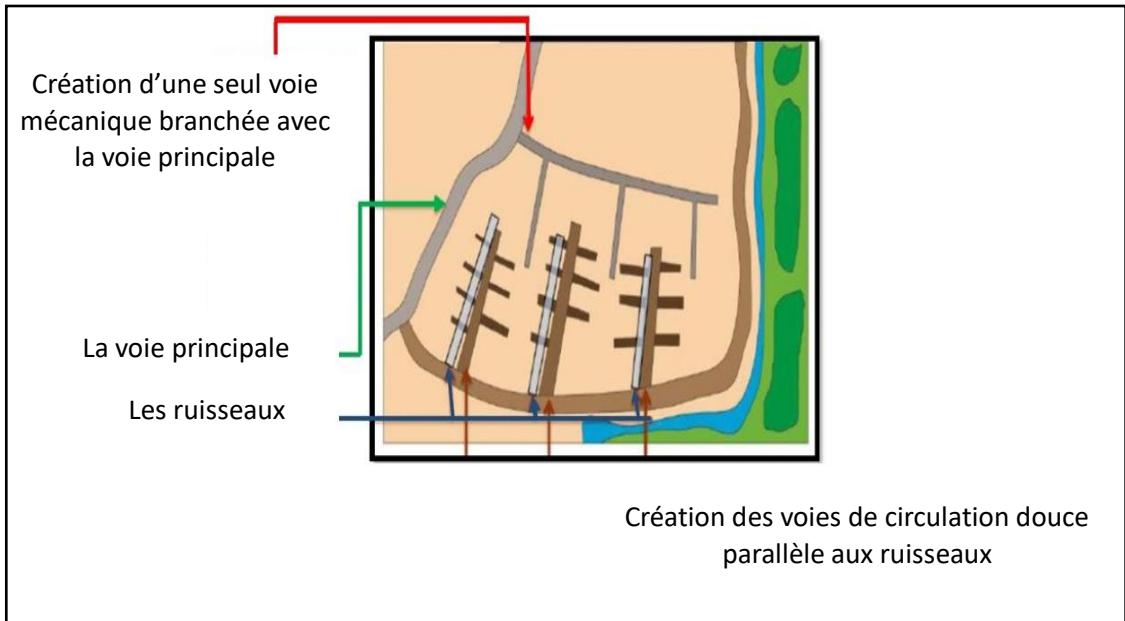 Création d’une seul voie
mécanique branchée avec
la voie principale
La voie principale
Les ruisseaux
Création des voies de circulation douce
parallèle aux ruisseaux